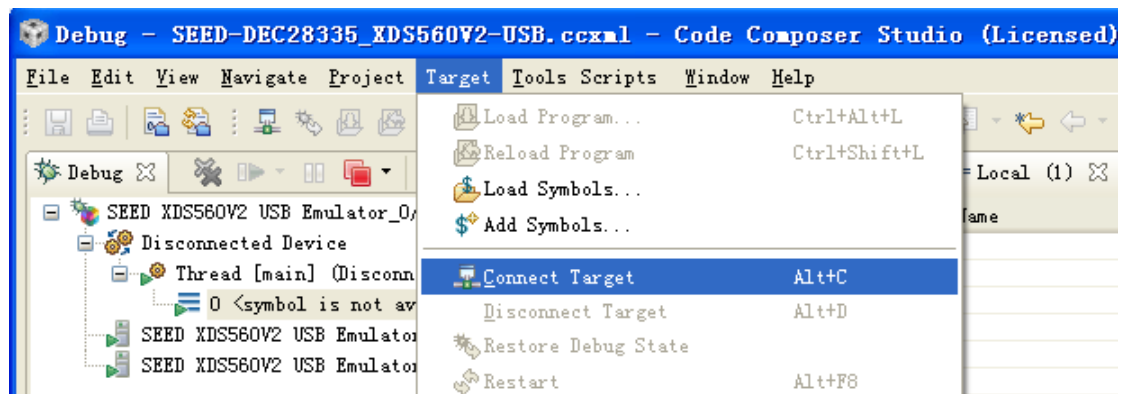 Debug - SEED-DEC28335_XDS560V2-USB.ccxml - Code Composer Studio (Licensed)
File Edit View Navigate Project Target Tools Scripts Window Help
Load Program... Ctrl+Alt+L
Reload Program Ctrl+Shift+L
Load Symbols...
Add Symbols...
Connect Target Alt+C
Disconnect Target Alt+D
Restore Debug State
Restart Alt+F8
Debug
SEED XDS560V2 USB Emulator_0/
Disconnected Device
Thread [main] (Disconn
0 <symbol is not av
SEED XDS560V2 USB Emulator
SEED XDS560V2 USB Emulator
Local (1)
ame